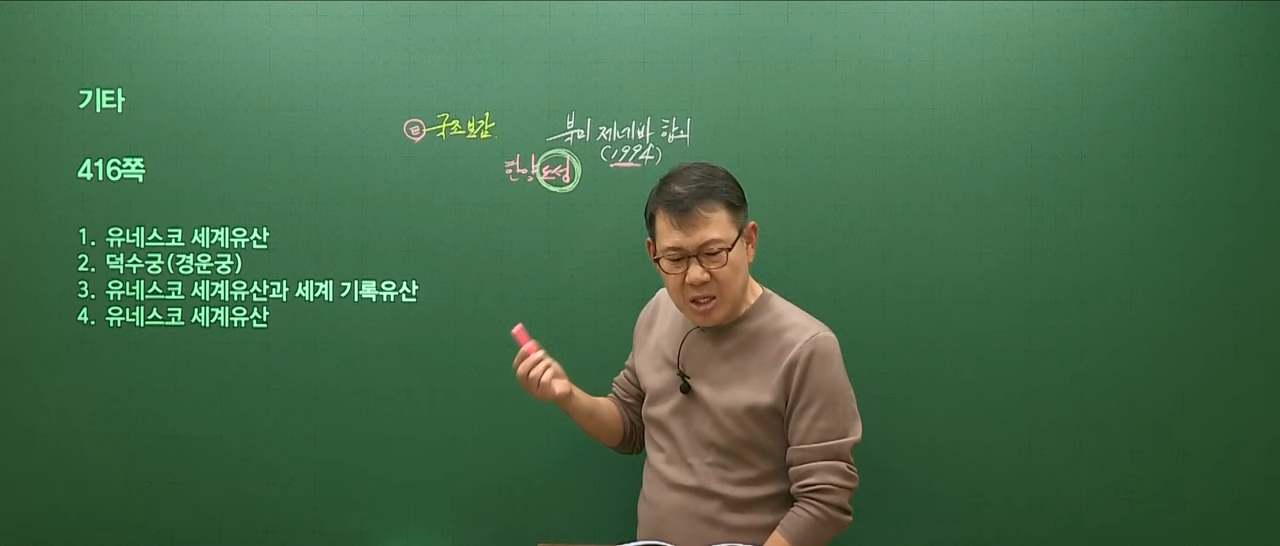 기타
416쪽
1. 유네스코 세계유산
2. 덕수궁(경운궁)
3. 유네스코 세계유산과 세계 기록유산
4. 유네스코 세계유산
ㄹ 국조보감
북미 제네바 합의
(1994)
한양도성